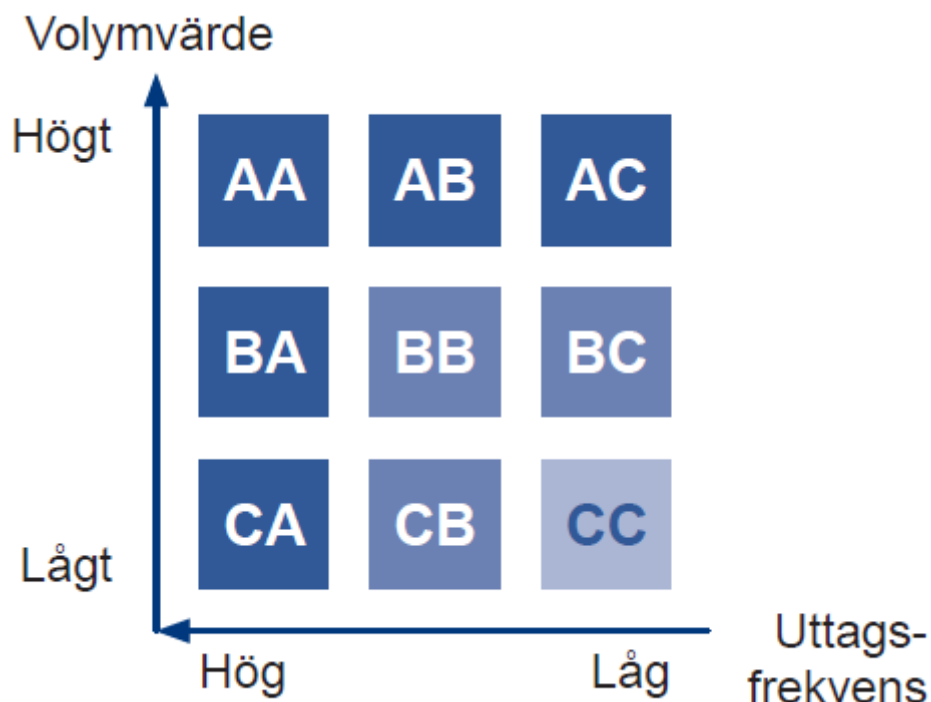 Volymvärde
Högt
AA AB AC
BA BB BC
CA CB CC
Lågt
Hög Låg
Uttags-
frekvens